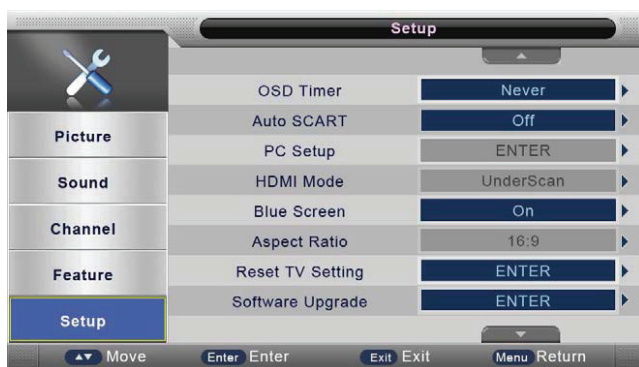 Setup
Picture
Sound
Channel
Feature
Setup
OSD Timer Never
Auto SCART Off
PC Setup ENTER
HDMI Mode UnderScan
Blue Screen On
Aspect Ratio 16:9
Reset TV Setting ENTER
Software Upgrade ENTER
Move Enter Enter Exit Exit Menu Return